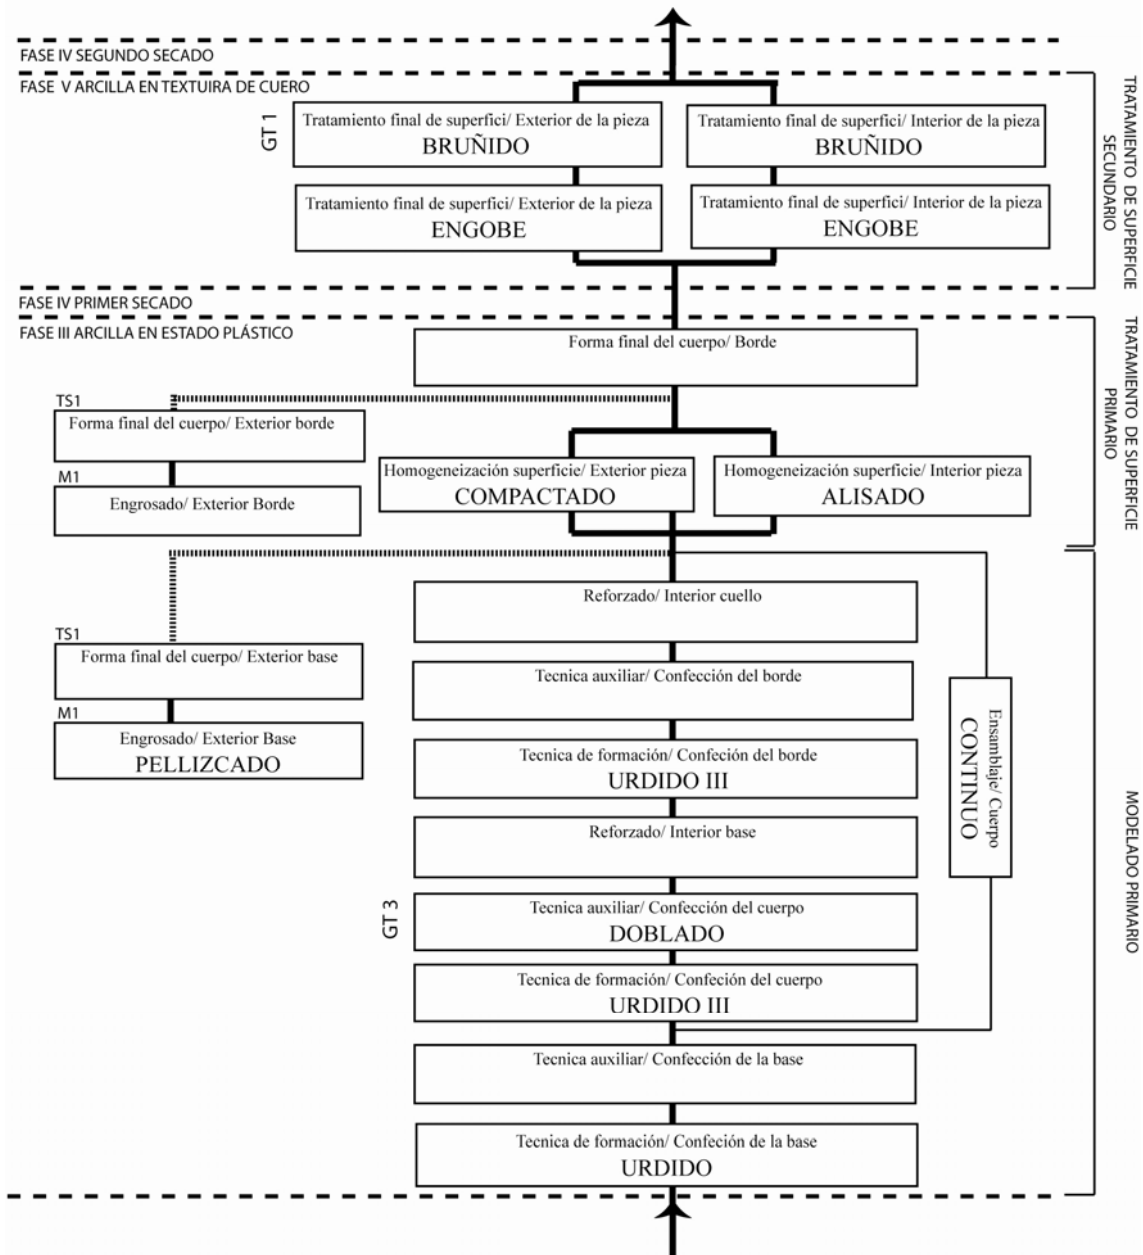 FASE IV SEGUNDO SECADO
FASE V ARCILLA EN TEXTUIRA DE CUERO
GT 1
Tratamiento final de superfici/ Exterior de la pieza
BRUÑIDO
Tratamiento final de superfici/ Interior de la pieza
BRUÑIDO
Tratamiento final de superfici/ Exterior de la pieza
ENGOBE
Tratamiento final de superfici/ Interior de la pieza
ENGOBE
TRATAMIENTO DE SUPERFICIE
SECUNDARIO
FASE IV PRIMER SECADO
FASE III ARCILLA EN ESTADO PLÁSTICO
Forma final del cuerpo/ Borde
TS1
Forma final del cuerpo/ Exterior borde
M1
Engrosado/ Exterior Borde
Homogeneización superficie/ Exterior pieza
COMPACTADO
Homogeneización superficie/ Interior pieza
ALISADO
TRATAMIENTO DE SUPERFICIE
PRIMARIO
Reforzado/ Interior cuello
TS1
Forma final del cuerpo/ Exterior base
M1
Engrosado/ Exterior Base
PELLIZCADO
Tecnica auxiliar/ Confección del borde
Tecnica de formación/ Confeción del borde
URDIDO III
Reforzado/ Interior base
GT 3
Tecnica auxiliar/ Confección del cuerpo
DOBLADO
Tecnica de formación/ Confeción del cuerpo
URDIDO III
Ensamblaje/ Cuerpo
CONTINUO
Tecnica auxiliar/ Confección de la base
Tecnica de formación/ Confeción de la base
URDIDO
MODELADO PRIMARIO